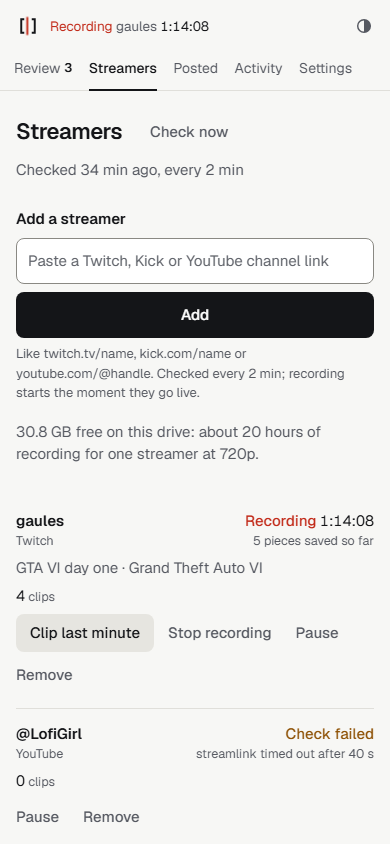 Recording gaules 1:14:08
Review 3 Streamers Posted Activity Settings
Streamers Check now
Checked 34 min ago, every 2 min
Add a streamer
Paste a Twitch, Kick or YouTube channel link
Add
Like twitch.tv/name, kick.com/name or
youtube.com/@handle. Checked every 2 min; recording
starts the moment they go live.
30.8 GB free on this drive: about 20 hours of
recording for one streamer at 720p.
gaules Recording 1:14:08
Twitch 5 pieces saved so far
GTA VI day one · Grand Theft Auto VI
4 clips
Clip last minute Stop recording Pause
Remove
@LofiGirl Check failed
YouTube streamlink timed out after 40 s
0 clips
Pause Remove